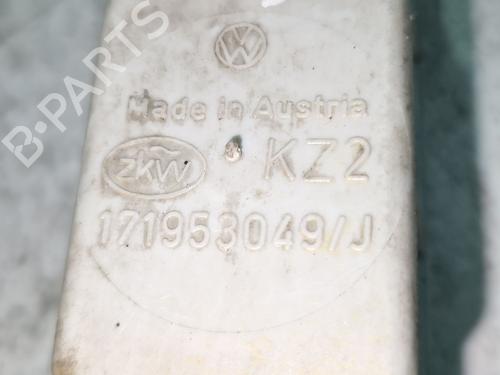 B-PARTS
VW
Made in Austria
zkw KZ2
171953049/J